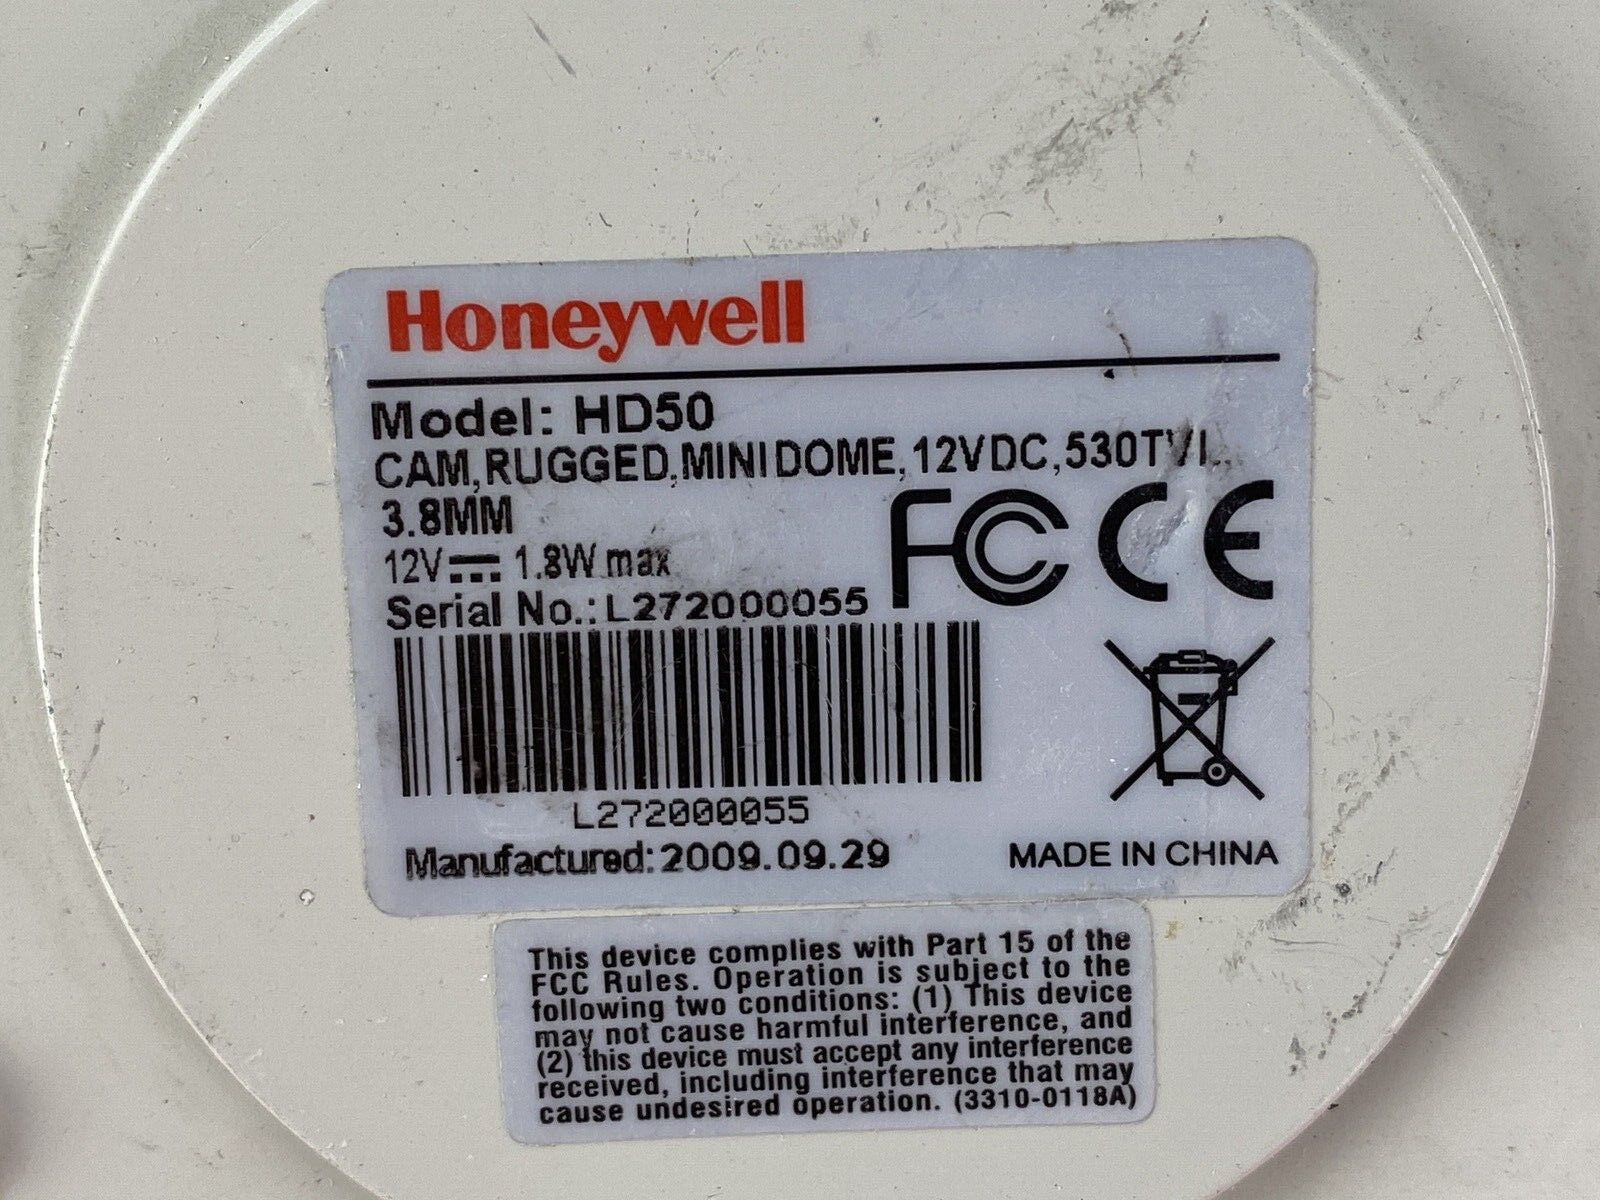 Honeywell
Model: HD50
CAM,RUGGED,MINIDOME,12VDC,530TVL,
3.8MM
12V⎓ 1.8W max
Serial No.:L272000055
FC CE
L272000055
Manufactured:2009.09.29
MADE IN CHINA
This device complies with Part 15 of the
FCC Rules. Operation is subject to the
following two conditions: (1) This device
may not cause harmful interference, and
(2) this device must accept any interference
received, including interference that may
cause undesired operation. (3310-0118A)